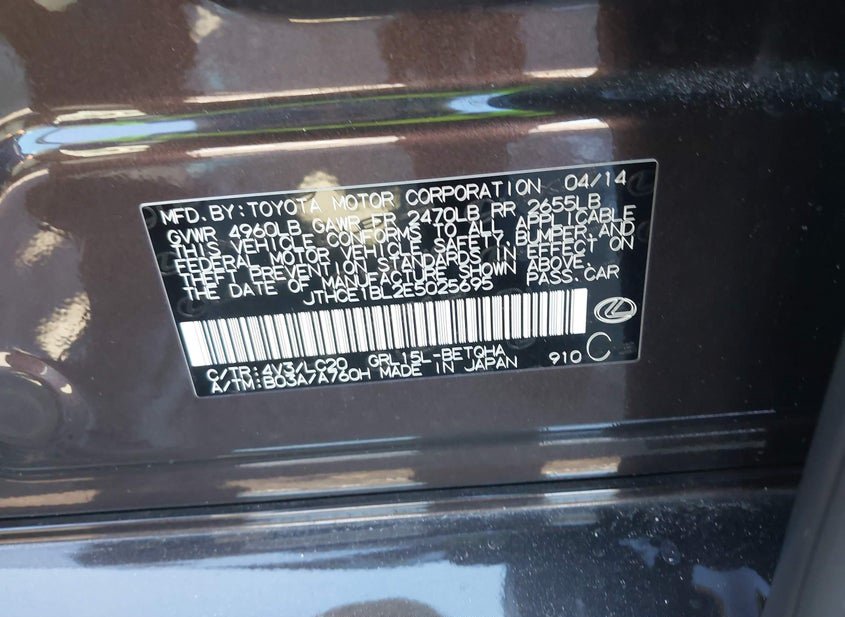 MFD. BY: TOYOTA MOTOR CORPORATION 04/14
GVWR 4960LB GAWR FR 2470LB RR 2655LB
THIS VEHICLE CONFORMS TO ALL APPLICABLE
FEDERAL MOTOR VEHICLE SAFETY, BUMPER, AND
THEFT PREVENTION STANDARDS IN EFFECT ON
THE DATE OF MANUFACTURE SHOWN ABOVE.
JTHCE1BL2E5025695 PASS. CAR
C/TR:4V3/LC20 GRL15L-BETQHA
A/TM:B03A/A760H MADE IN JAPAN 910 C